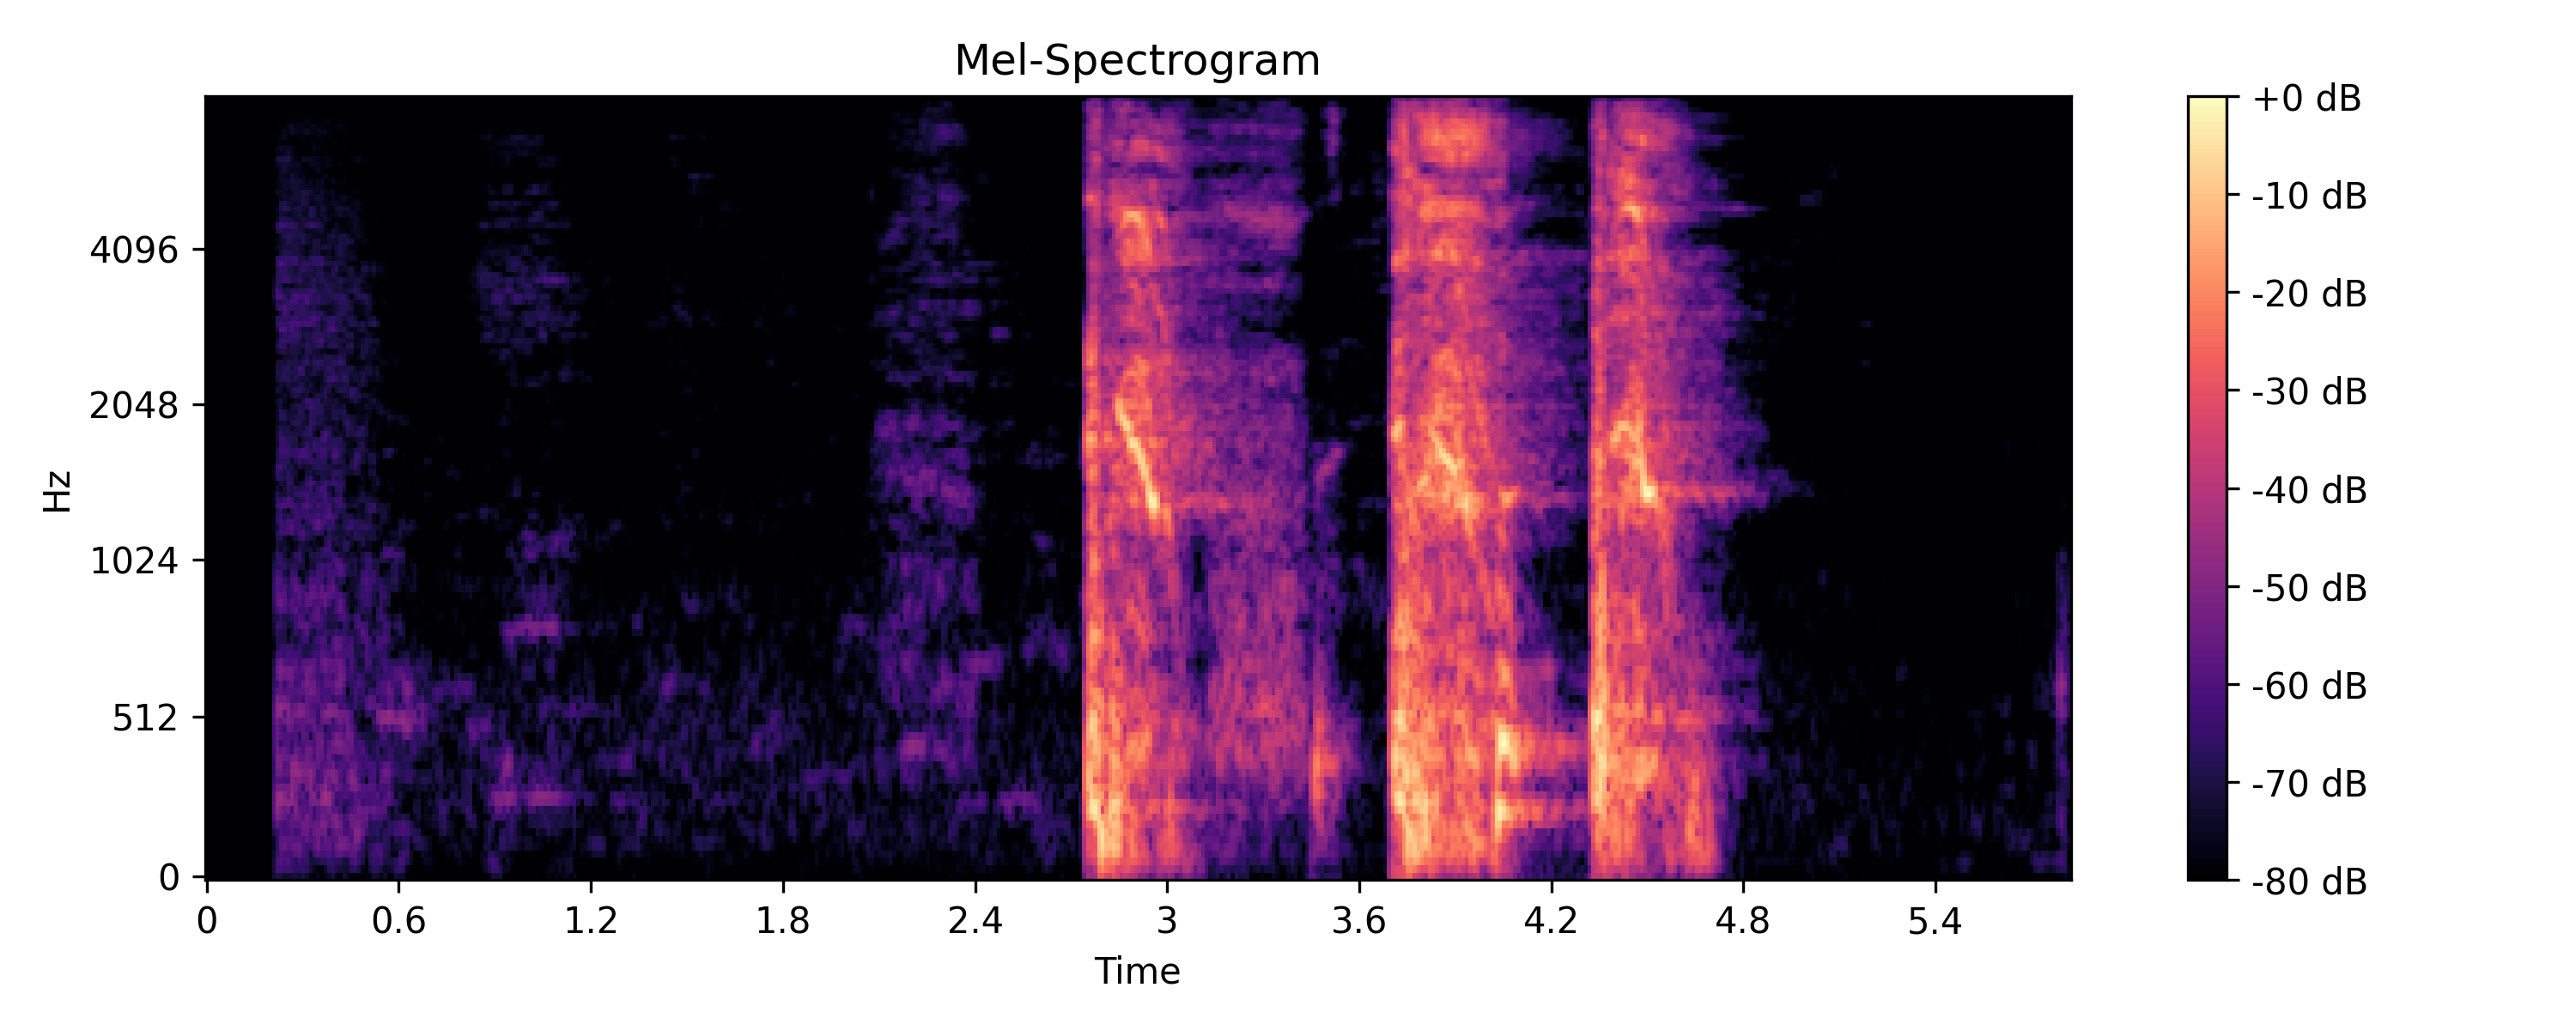 Mel-Spectrogram
+0 dB
-10 dB
-20 dB
-30 dB
-40 dB
-50 dB
-60 dB
-70 dB
-80 dB
Hz
4096
2048
1024
512
0
0 0.6 1.2 1.8 2.4 3 3.6 4.2 4.8 5.4
Time